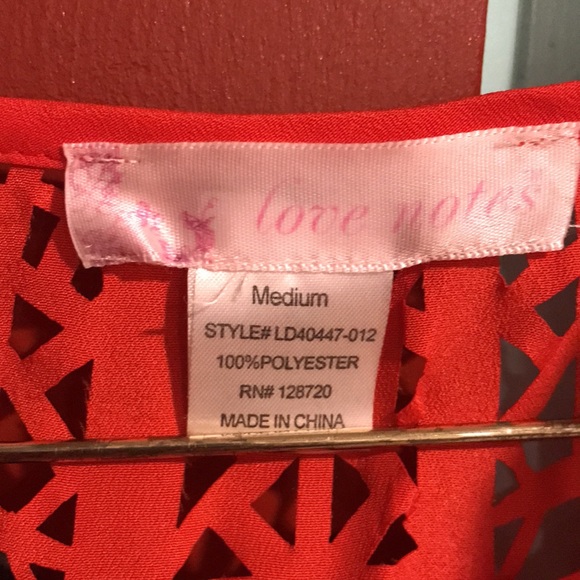 love notes
Medium
STYLE# LD40447-012
100%POLYESTER
RN# 128720
MADE IN CHINA